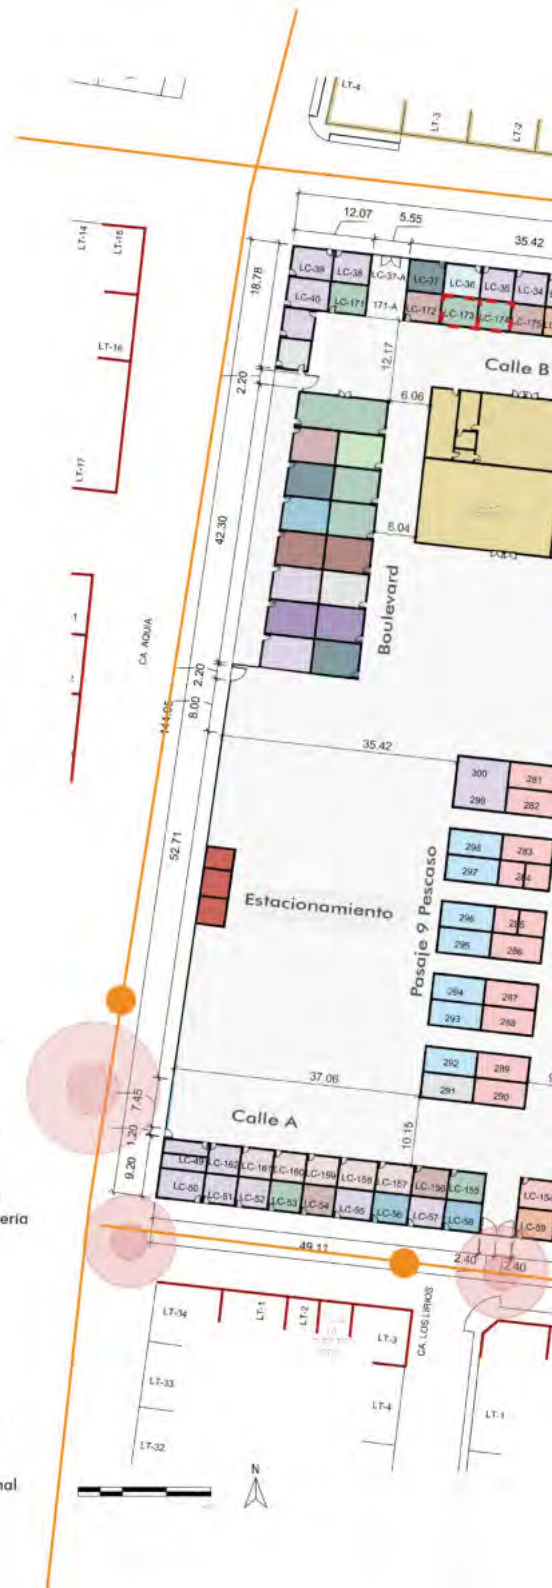 LT-4
LT-3
LT-2
12.07
5.55
35.42
LT-14
LT-15
18.78
LC-39
LC-38
LC-37-A
LC-37
LC-36
LC-35
LC-34
LC-40
LC-171
171-A
LC-172
LC-173
LC-174
LC-175
LT-16
12.17
Calle B
2.20
6.06
LT-17
42.30
8.04
Boulevard
CA. AQUIA
2.20
8.00
35.42
300
281
299
282
52.71
298
283
297
284
Estacionamiento
Pasaje 9 Pescaso
296
285
295
286
294
287
293
288
292
289
37.06
291
290
7.45
Calle A
10.15
1.20
9.20
LC-49
LC-162
LC-161
LC-160
LC-159
LC-158
LC-157
LC-156
LC-155
LC-154
LC-50
LC-51
LC-52
LC-53
LC-54
LC-55
LC-56
LC-57
LC-58
LC-59
ería
49.11
2.40
2.40
CA. LOS LIRIOS
LT-34
LT-1
LT-2
LT-3
LT-33
LT-4
LT-1
LT-32
nal
N